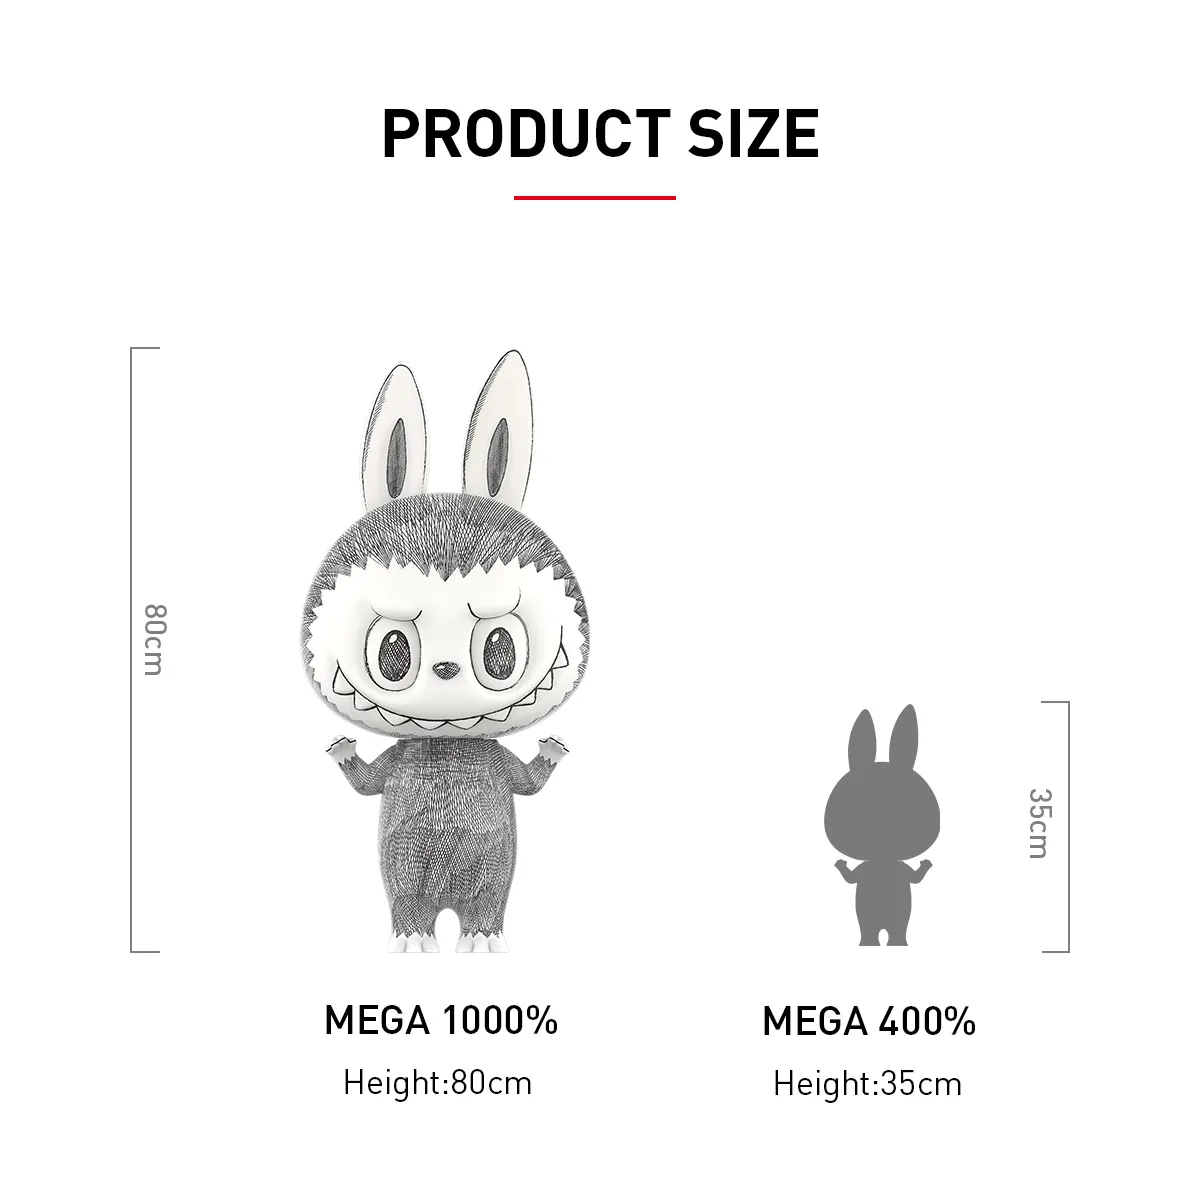 PRODUCT SIZE
80cm
35cm
MEGA 1000%
Height:80cm
MEGA 400%
Height:35cm